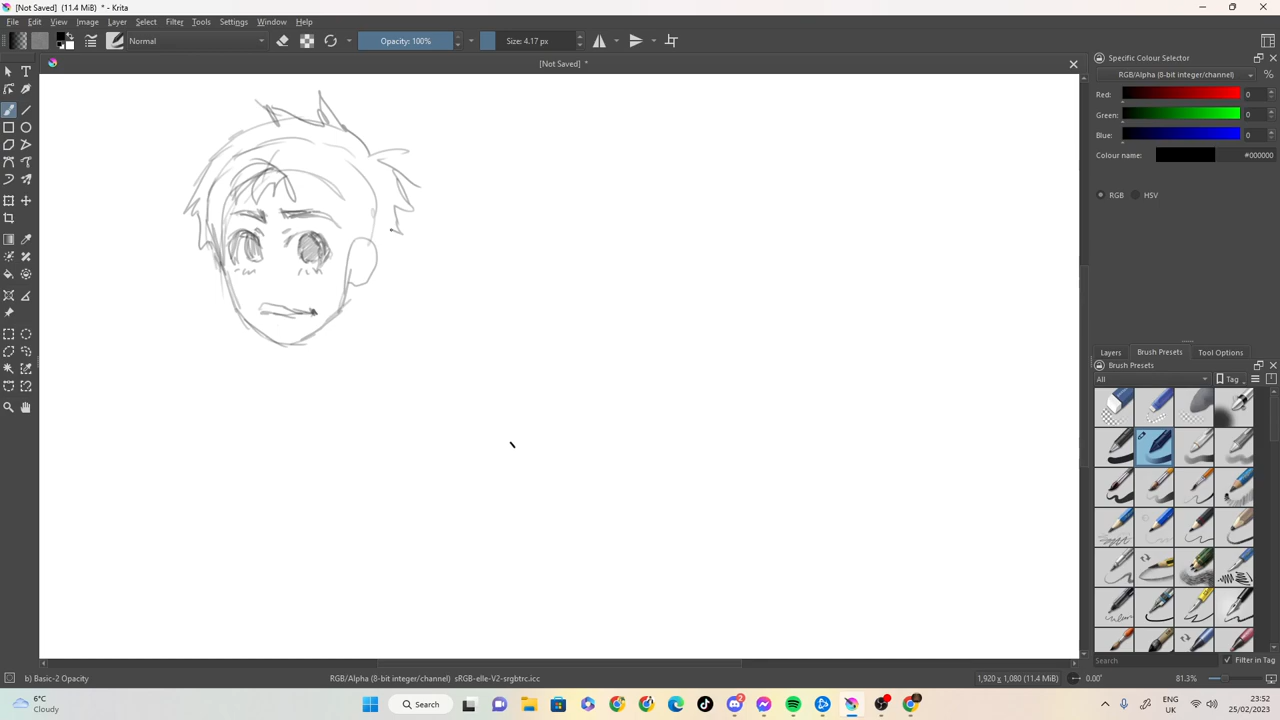 [Not Saved] (11.4 MiB) * - Krita
File Edit View Image Layer Select Filter Tools Settings Window Help
Normal Opacity: 100% Size: 4.17 px
[Not Saved] *
Specific Colour Selector
RGB/Alpha (8-bit integer/channel) %
Red: 0
Green: 0
Blue: 0
Colour name: #000000
RGB HSV
Layers Brush Presets Tool Options
Brush Presets
All Tag
Search Filter in Tag
b) Basic-2 Opacity RGB/Alpha (8-bit integer/channel) sRGB-elle-V2-srgbtrc.icc 1,920 x 1,080 (11.4 MiB) 0.00° 81.3%
6°C
Cloudy
Search
ENG
UK
23:52
25/02/2023